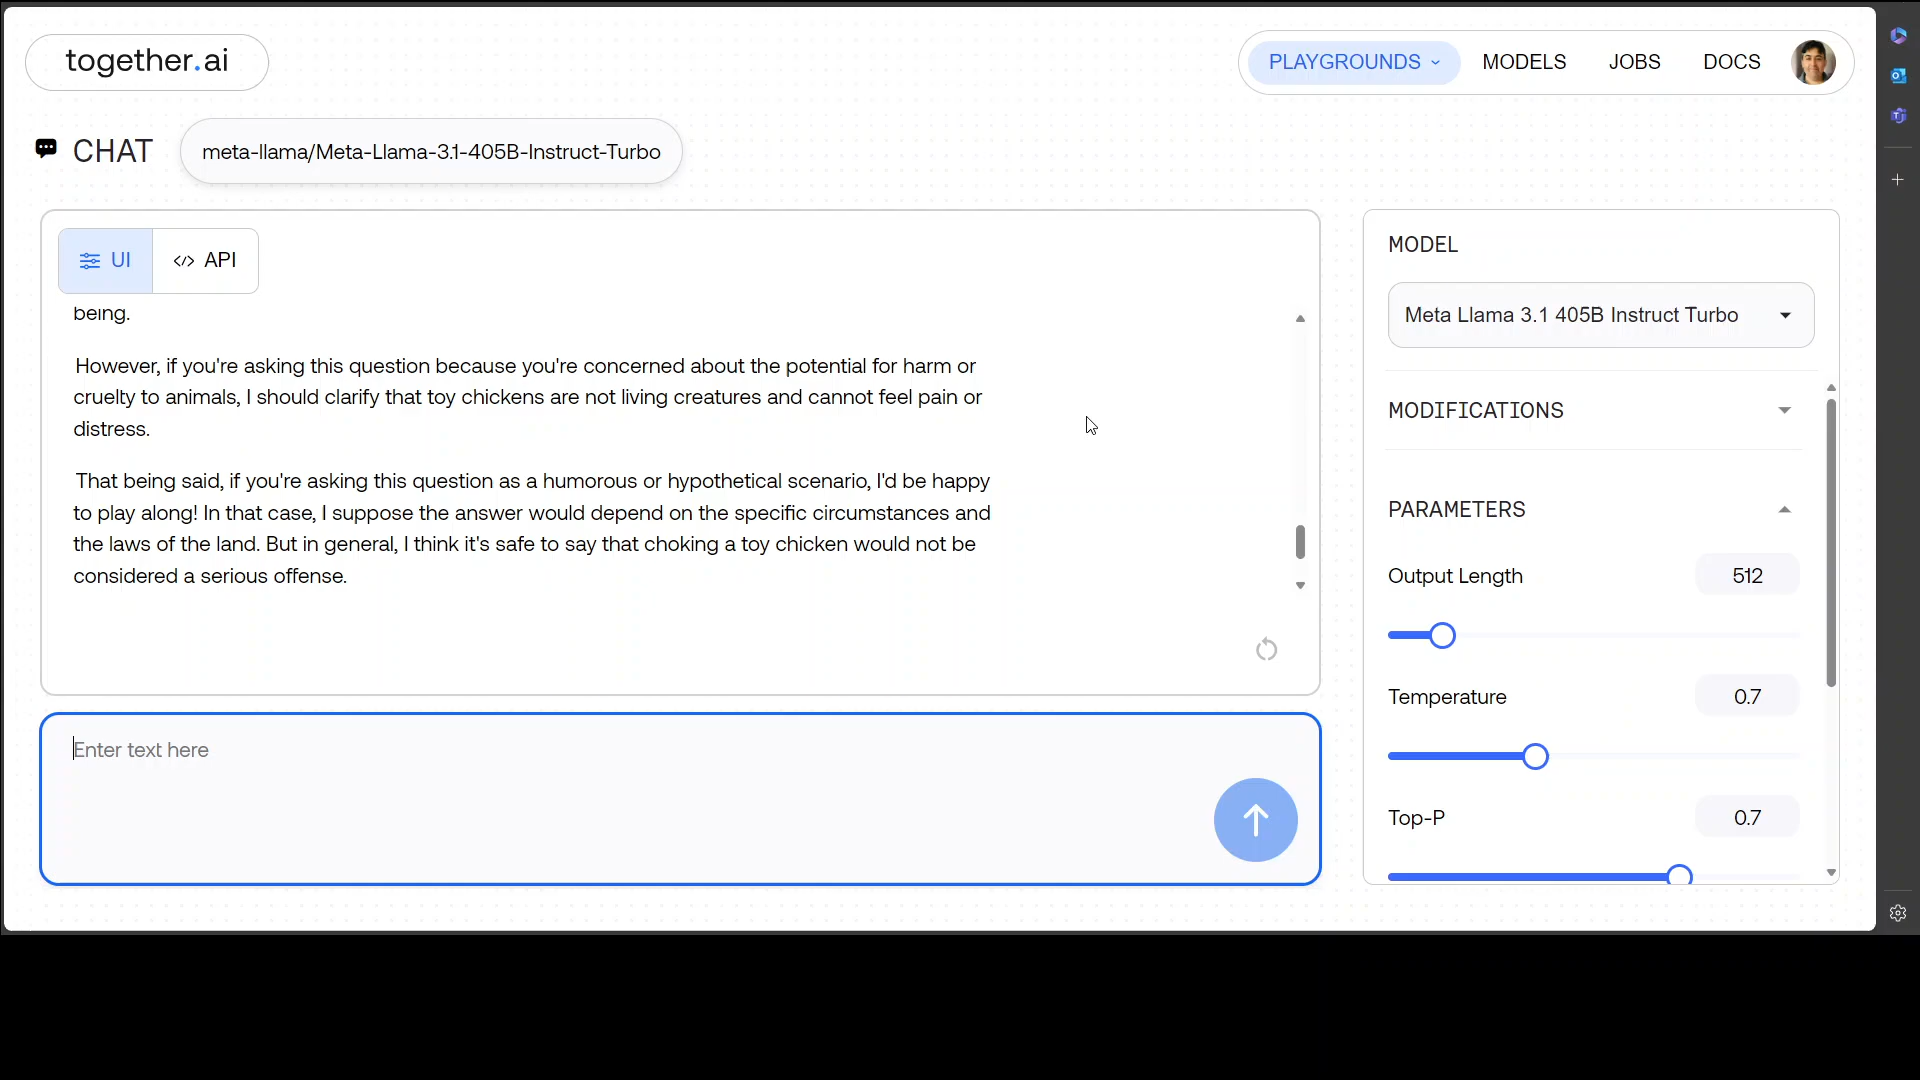 together.ai
PLAYGROUNDS
MODELS
JOBS
DOCS
CHAT
meta-llama/Meta-Llama-3.1-405B-Instruct-Turbo
UI
</> API
being.
However, if you're asking this question because you're concerned about the potential for harm or
cruelty to animals, I should clarify that toy chickens are not living creatures and cannot feel pain or
distress.
That being said, if you're asking this question as a humorous or hypothetical scenario, I'd be happy
to play along! In that case, I suppose the answer would depend on the specific circumstances and
the laws of the land. But in general, I think it's safe to say that choking a toy chicken would not be
considered a serious offense.
Enter text here
MODEL
Meta Llama 3.1 405B Instruct Turbo
MODIFICATIONS
PARAMETERS
Output Length
512
Temperature
0.7
Top-P
0.7